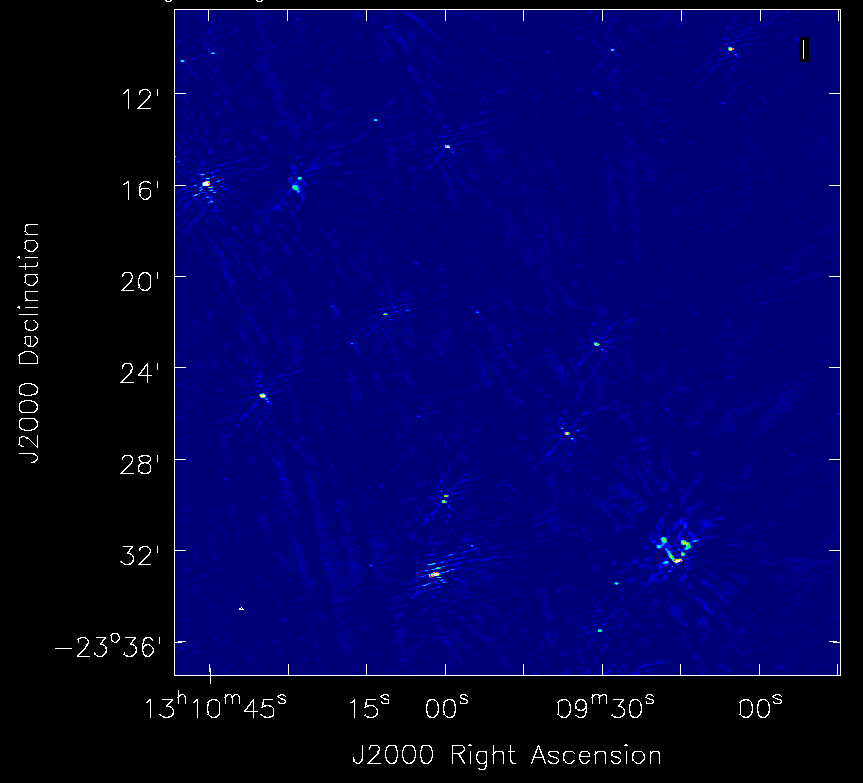 12'
16'
20'
24'
28'
32'
−23°36'
13ʰ10ᵐ45ˢ 15ˢ 00ˢ 09ᵐ30ˢ 00ˢ
J2000 Right Ascension
J2000 Declination